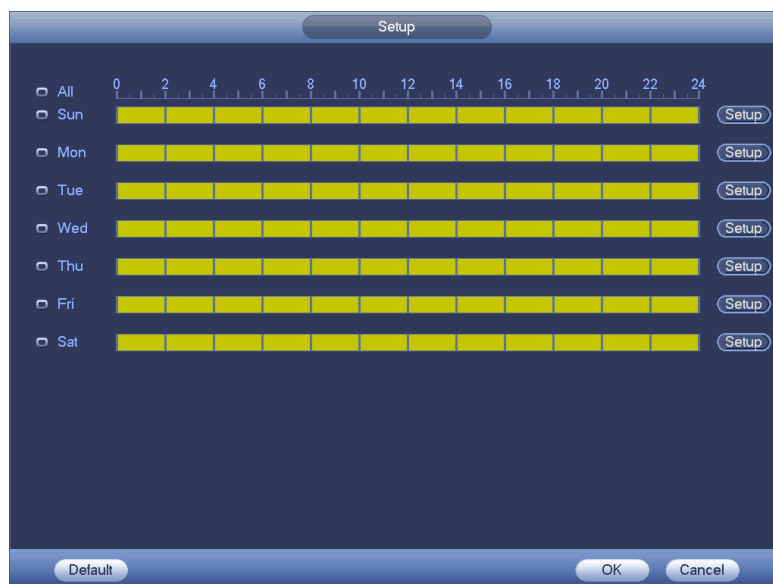 Setup
All 0 2 4 6 8 10 12 14 16 18 20 22 24
Sun Setup
Mon Setup
Tue Setup
Wed Setup
Thu Setup
Fri Setup
Sat Setup
Default OK Cancel